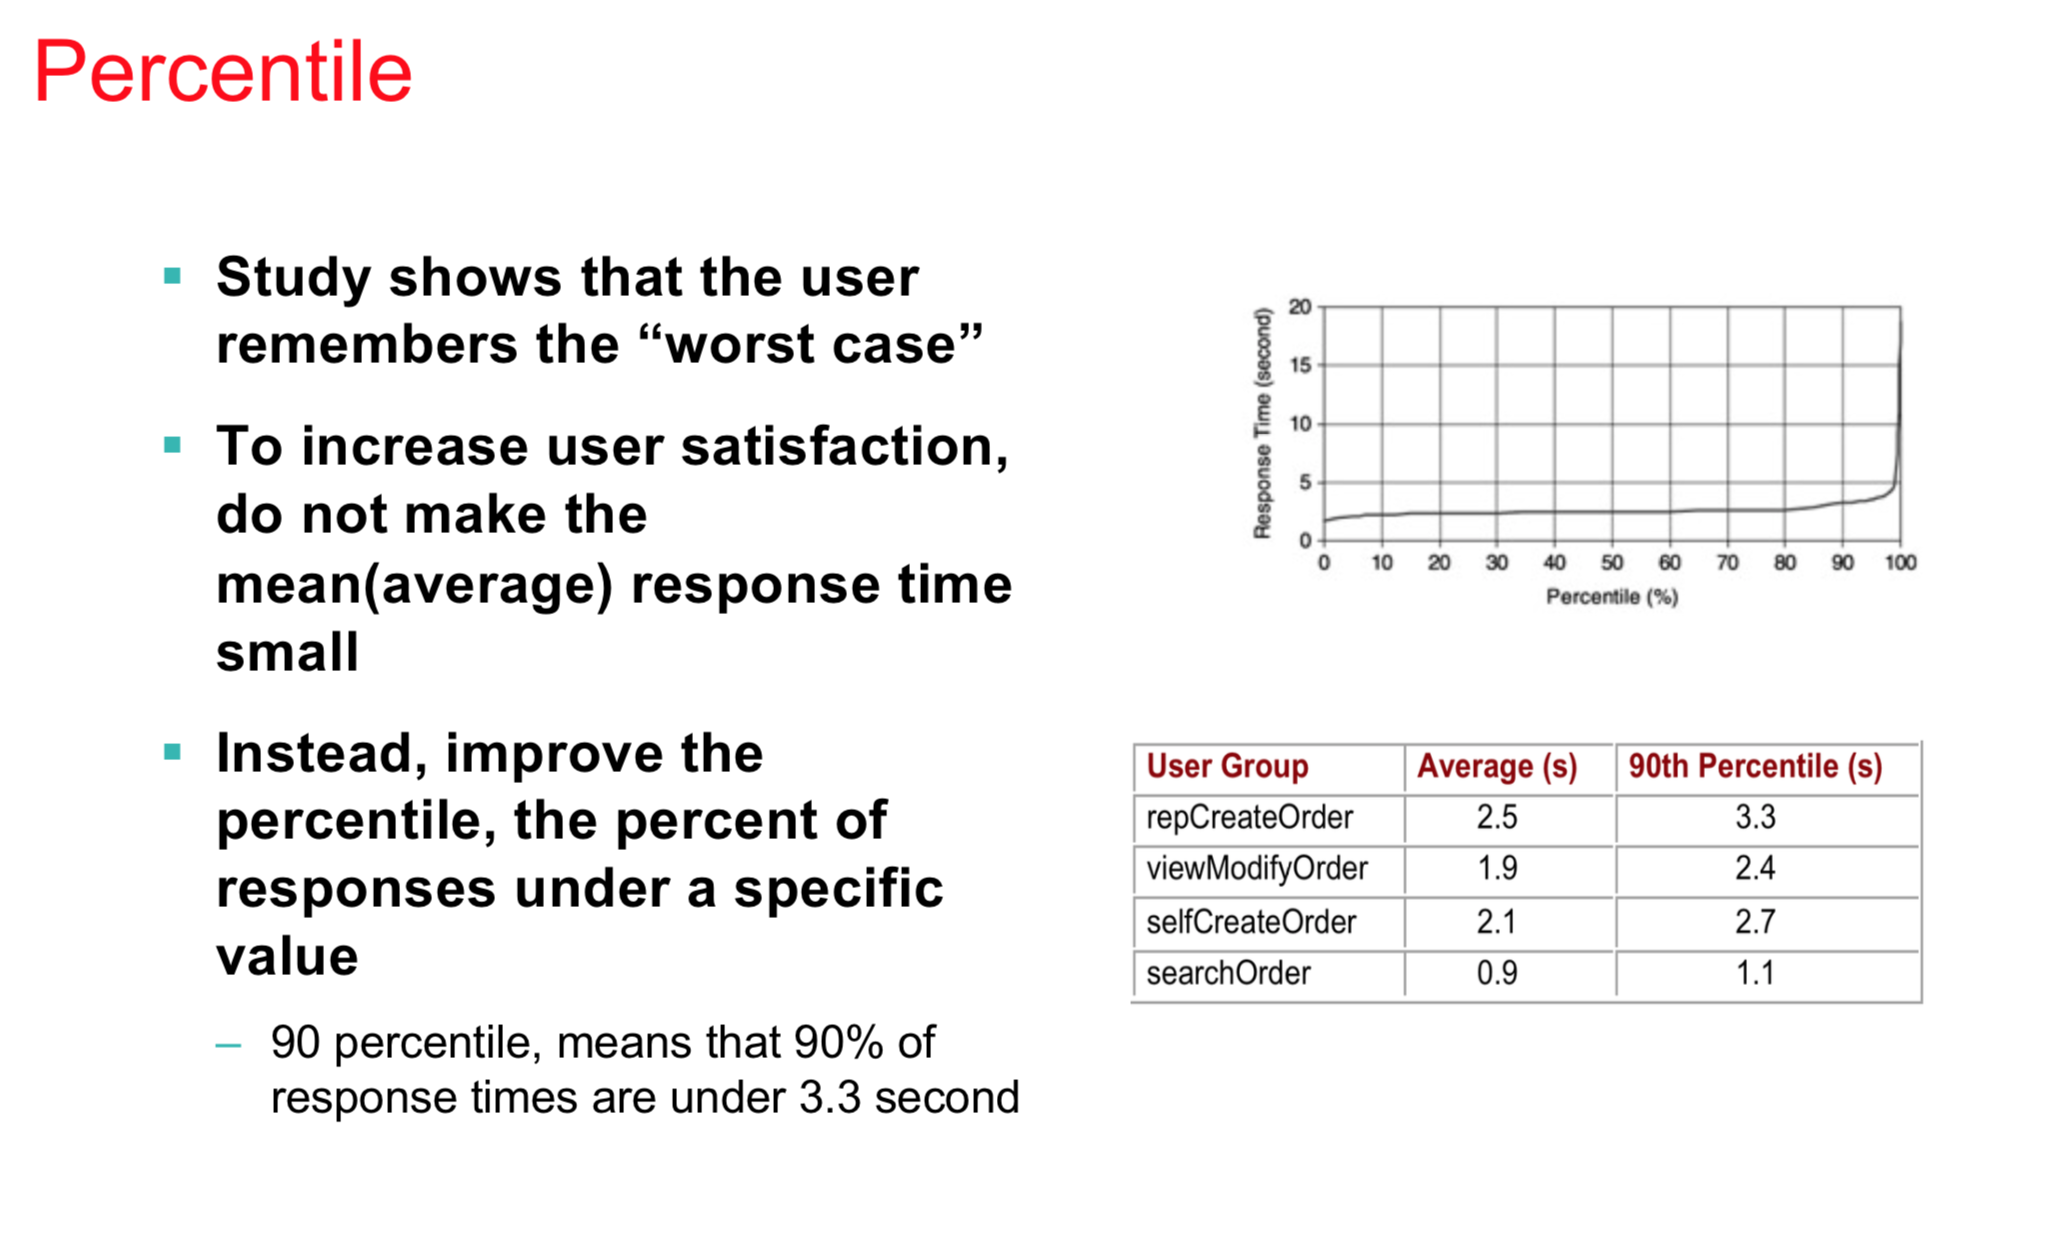 Percentile
Study shows that the user
remembers the “worst case”
To increase user satisfaction,
do not make the
mean(average) response time
small
Instead, improve the
percentile, the percent of
responses under a specific
value
– 90 percentile, means that 90% of
response times are under 3.3 second
Response Time (second)
20
15
10
5
0
0 10 20 30 40 50 60 70 80 90 100
Percentile (%)
User Group Average (s) 90th Percentile (s)
repCreateOrder 2.5 3.3
viewModifyOrder 1.9 2.4
selfCreateOrder 2.1 2.7
searchOrder 0.9 1.1